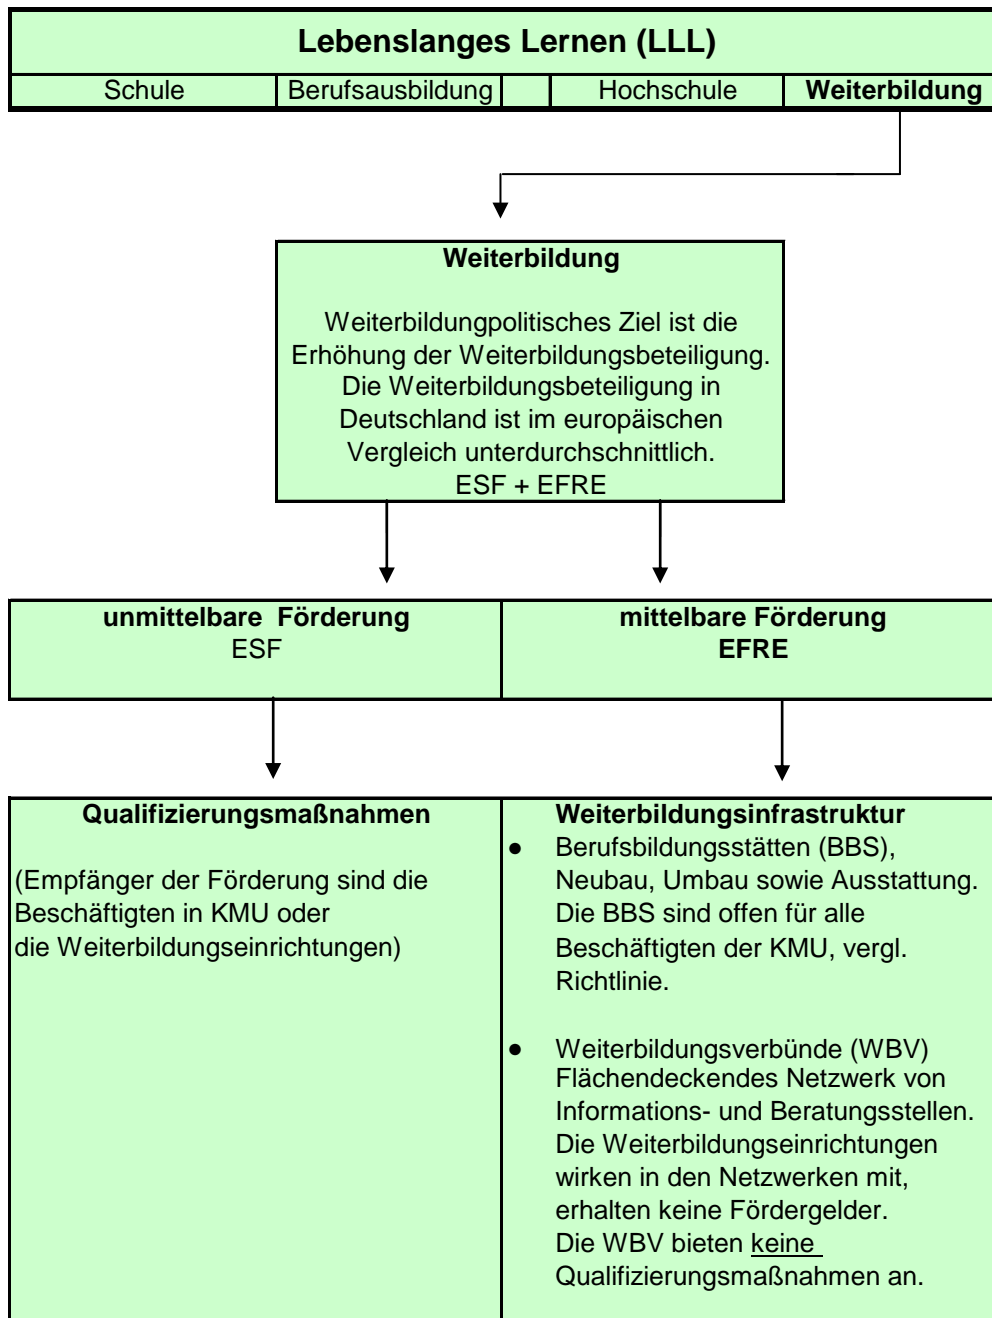 Lebenslanges Lernen (LLL)
Schule Berufsausbildung Hochschule Weiterbildung
Weiterbildung
Weiterbildungpolitisches Ziel ist die
Erhöhung der Weiterbildungsbeteiligung.
Die Weiterbildungsbeteiligung in
Deutschland ist im europäischen
Vergleich unterdurchschnittlich.
ESF + EFRE
unmittelbare Förderung
ESF
mittelbare Förderung
EFRE
Qualifizierungsmaßnahmen
(Empfänger der Förderung sind die
Beschäftigten in KMU oder
die Weiterbildungseinrichtungen)
Weiterbildungsinfrastruktur
● Berufsbildungsstätten (BBS),
Neubau, Umbau sowie Ausstattung.
Die BBS sind offen für alle
Beschäftigten der KMU, vergl.
Richtlinie.
● Weiterbildungsverbünde (WBV)
Flächendeckendes Netzwerk von
Informations- und Beratungsstellen.
Die Weiterbildungseinrichtungen
wirken in den Netzwerken mit,
erhalten keine Fördergelder.
Die WBV bieten keine
Qualifizierungsmaßnahmen an.